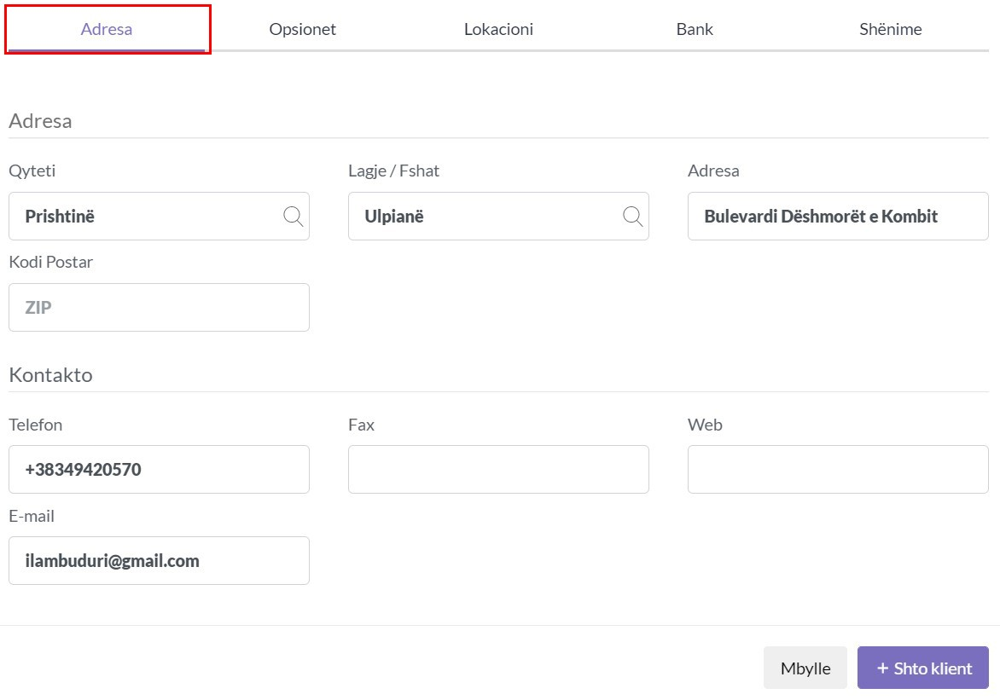 Adresa Opsionet Lokacioni Bank Shënime
Adresa
Qyteti Lagje / Fshat Adresa
Prishtinë Ulpianë Bulevardi Dëshmorët e Kombit
Kodi Postar
ZIP
Kontakto
Telefon Fax Web
+38349420570
E-mail
ilambuduri@gmail.com
Mbylle + Shto klient